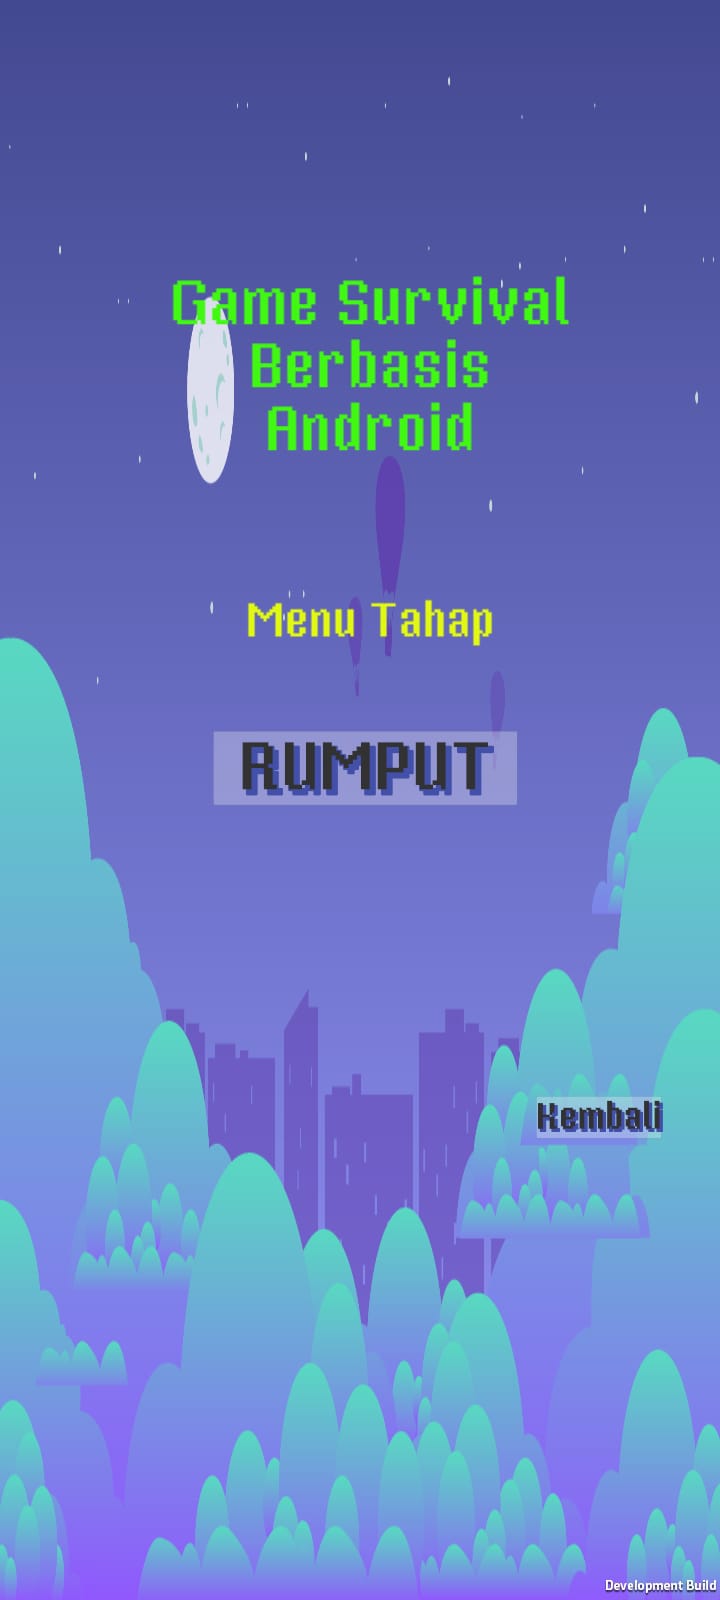 Game Survival
Berbasis
Android
Menu Tahap
RUMPUT
Kembali
Development Build